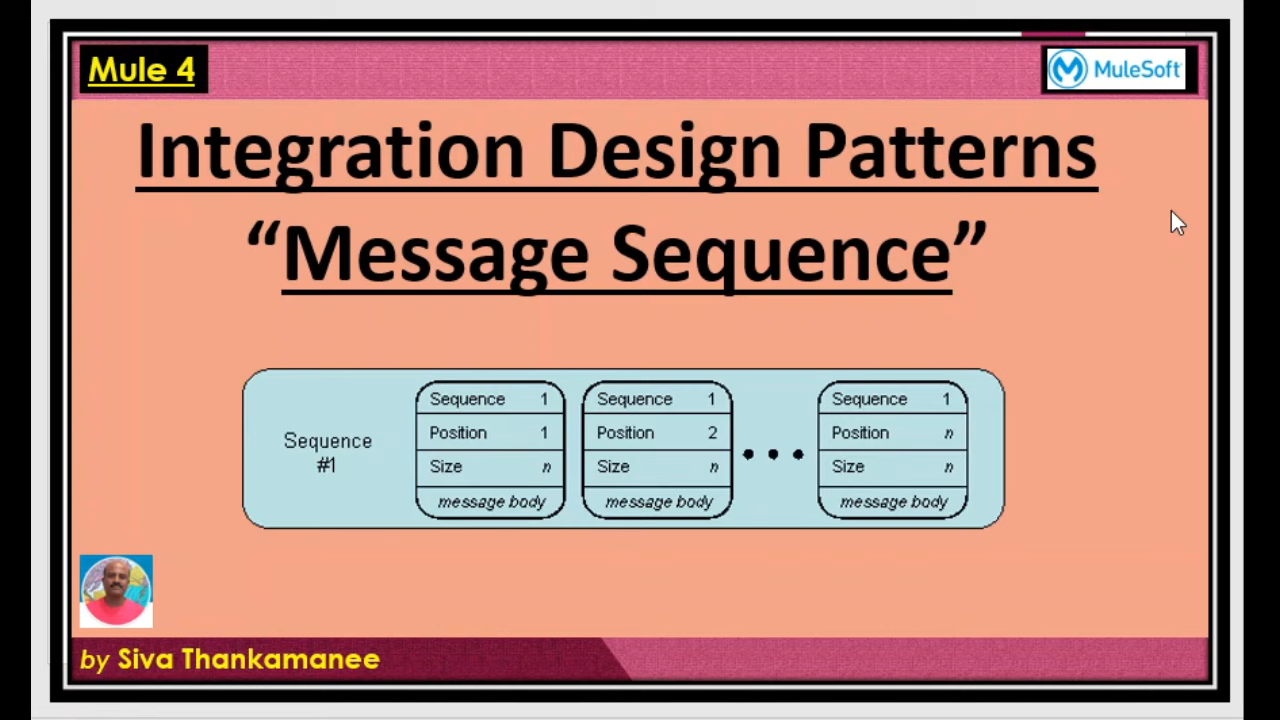 Mule 4
MuleSoft
Integration Design Patterns
“Message Sequence”
Sequence
#1
Sequence 1
Position 1
Size n
message body
Sequence 1
Position 2
Size n
message body
Sequence 1
Position n
Size n
message body
by Siva Thankamanee